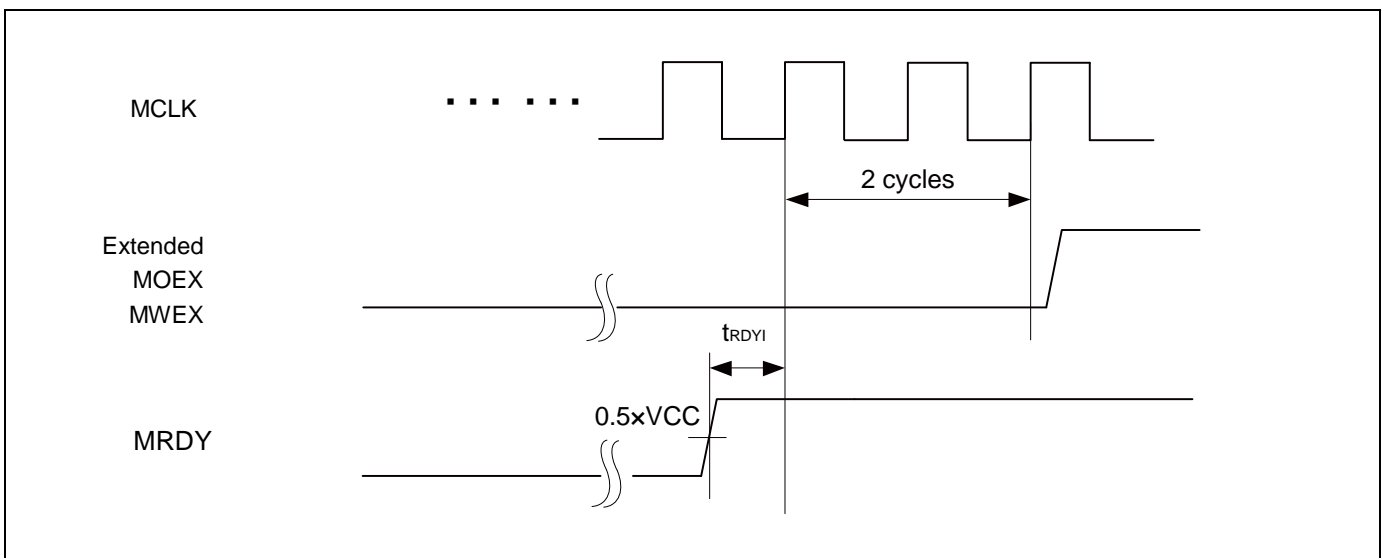 MCLK
... ...
2 cycles
Extended
MOEX
MWEX
tRDYI
0.5×VCC
MRDY